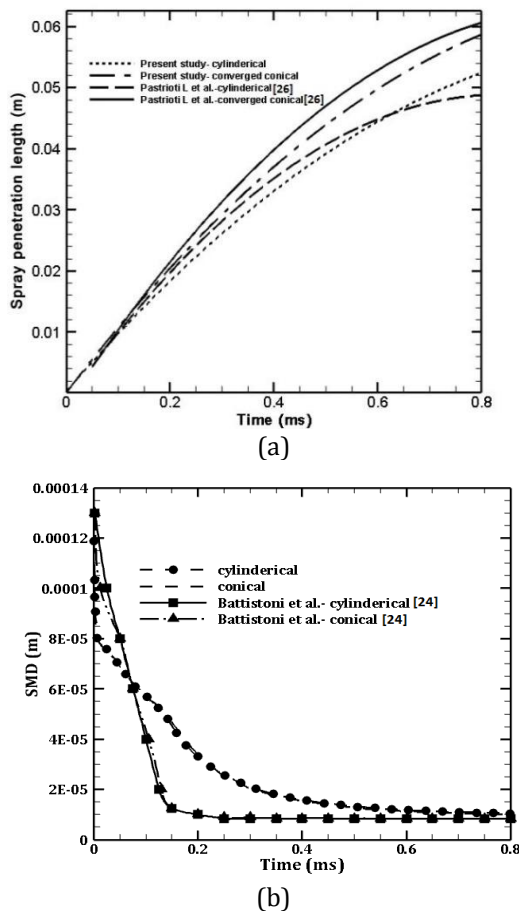 (a)
0.06
0.05
0.04
0.03
0.02
0.01
Spray penetration length (m)
Present study- cylinderical
Present study- converged conical
Pastrioti L et al.-cylinderical[26]
Pastrioti L et al.-converged conical[26]
0
0.2
0.4
0.6
0.8
Time (ms)
(a)
0.00014
0.00012
0.0001
8E-05
6E-05
4E-05
2E-05
0
SMD (m)
cylinderical
conical
Battistoni et al.- cylinderical [24]
Battistoni et al.- conical [24]
0
0.2
0.4
0.6
0.8
Time (ms)
(b)